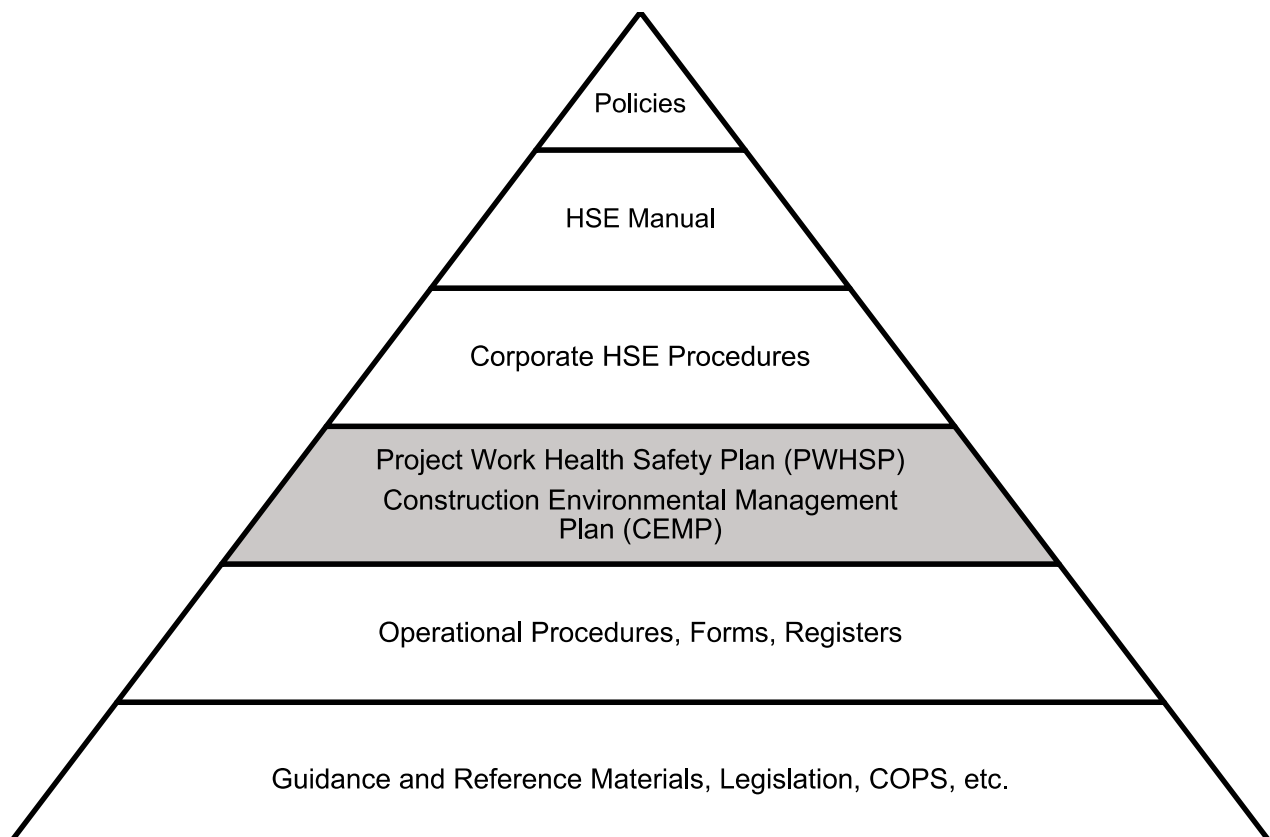 Policies
HSE Manual
Corporate HSE Procedures
Project Work Health Safety Plan (PWHSP)
Construction Environmental Management
Plan (CEMP)
Operational Procedures, Forms, Registers
Guidance and Reference Materials, Legislation, COPS, etc.